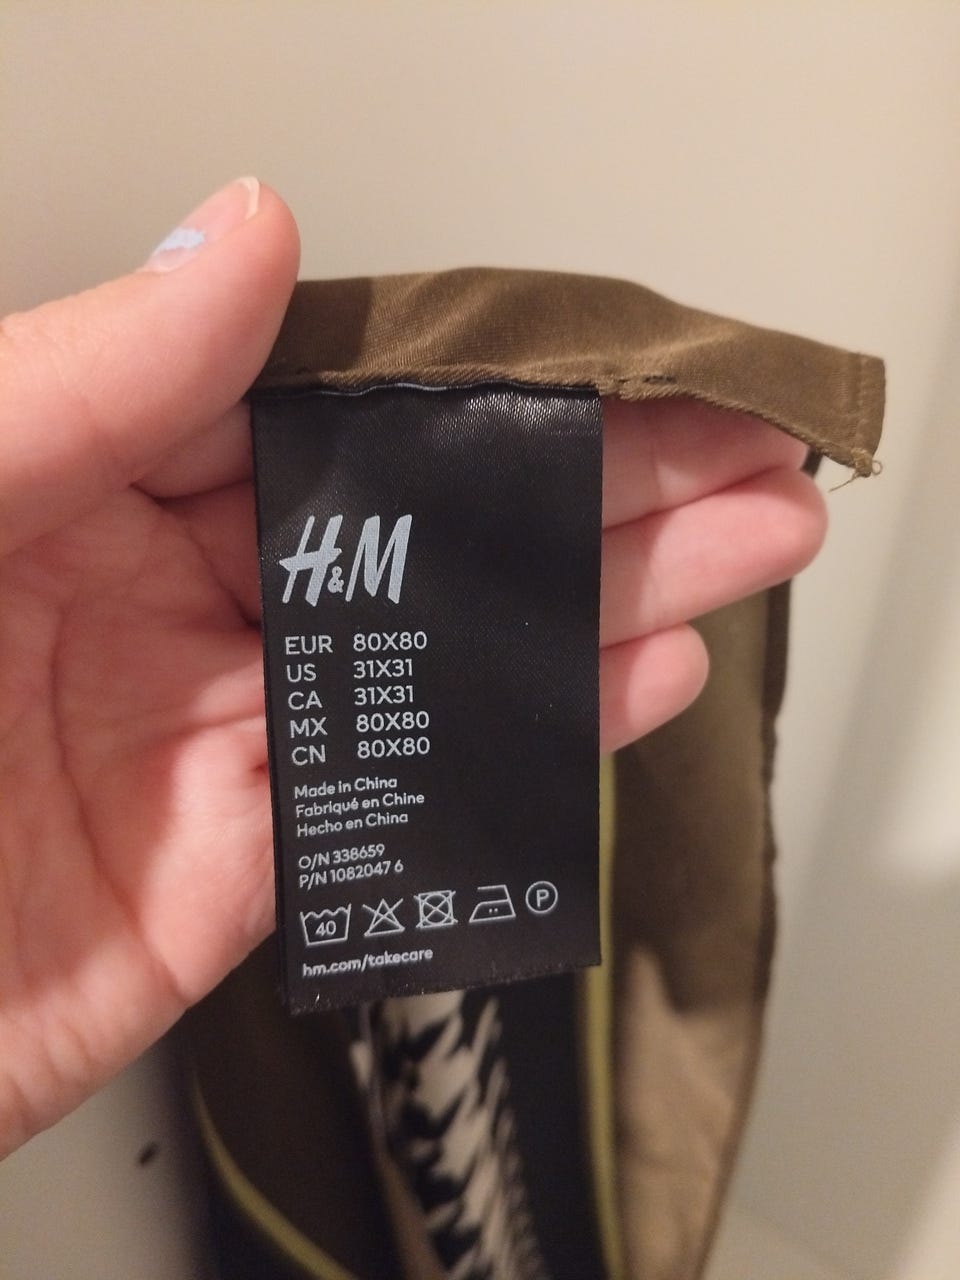 H&M
EUR 80X80
US 31X31
CA 31X31
MX 80X80
CN 80X80
Made in China
Fabriqué en Chine
Hecho en China
O/N 338659
P/N 1082047 6
40 P
hm.com/takecare